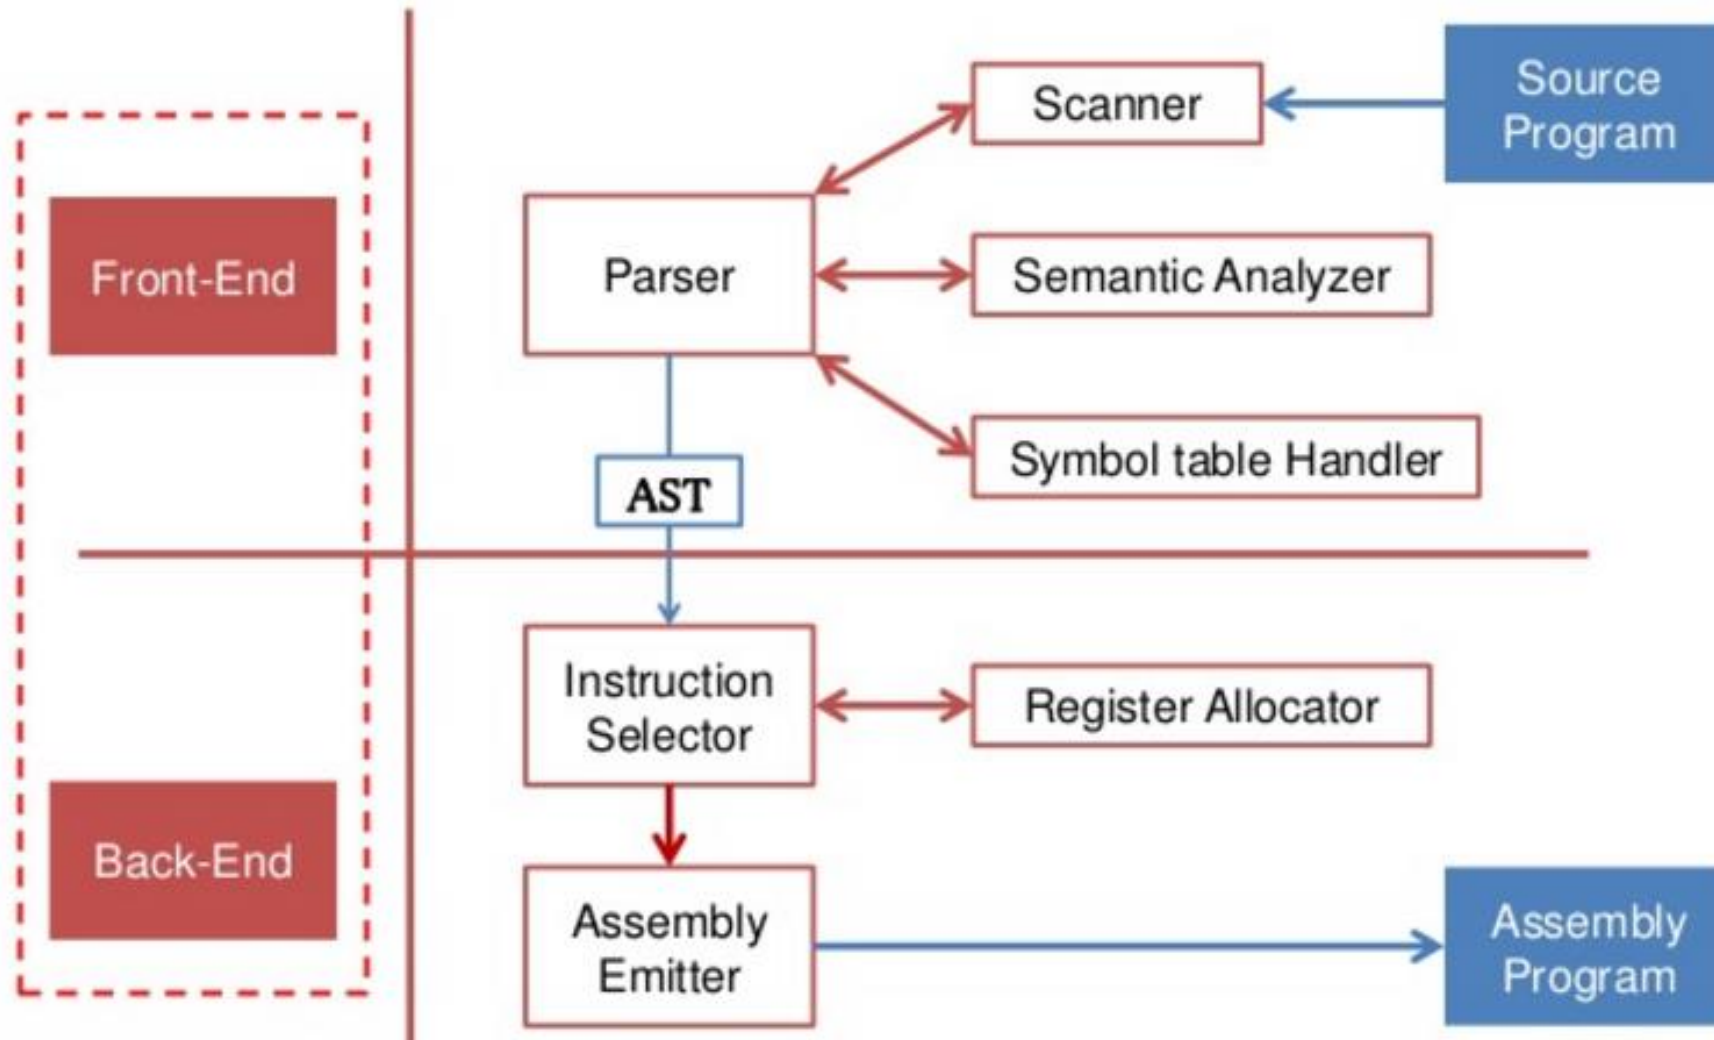 Source
Program
Scanner
Front-End
Parser
Semantic Analyzer
Symbol table Handler
AST
Instruction
Selector
Register Allocator
Back-End
Assembly
Emitter
Assembly
Program